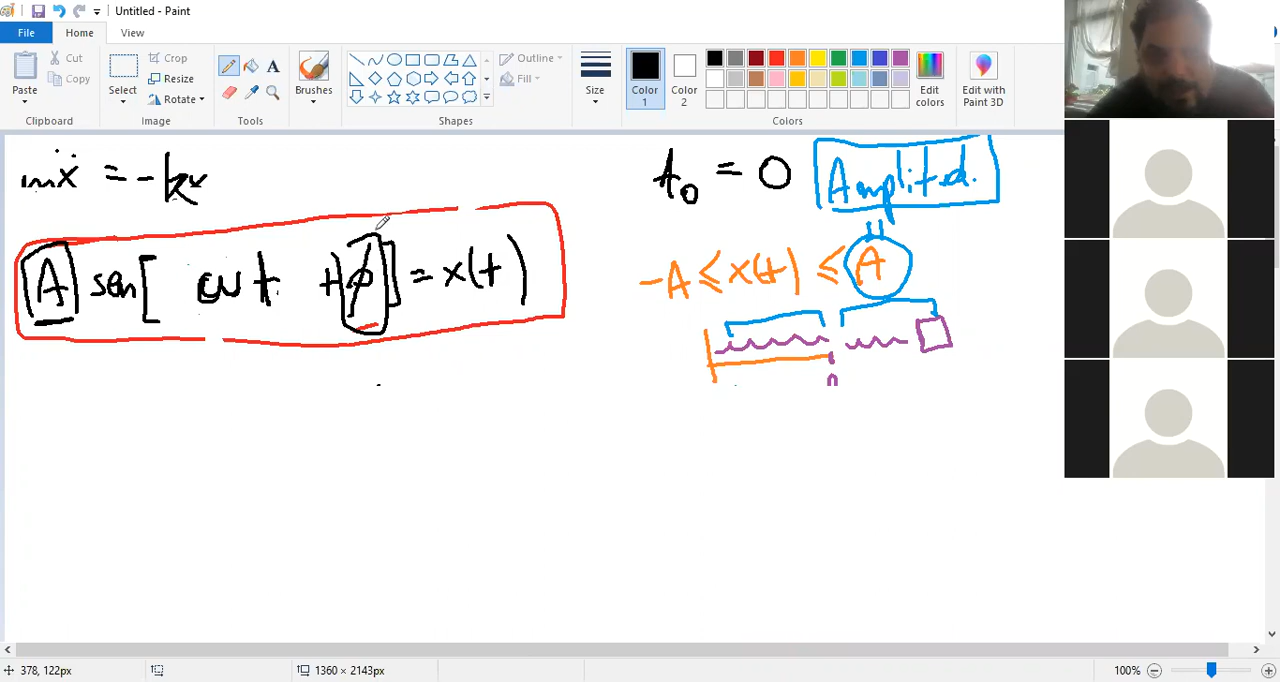 Untitled - Paint
File Home View
Paste Cut Copy Clipboard
Select Crop Resize Rotate Image
Tools
Brushes
Outline Fill Shapes
Size
Color 1 Color 2 Edit colors Colors
Edit with Paint 3D
mẍ = -kx
t₀ = 0 Amplitud.
A sen[ ωt + ϕ ] = x(t)
-A ≤ x(t) ≤ A
0
378, 122px
1360 × 2143px
100%